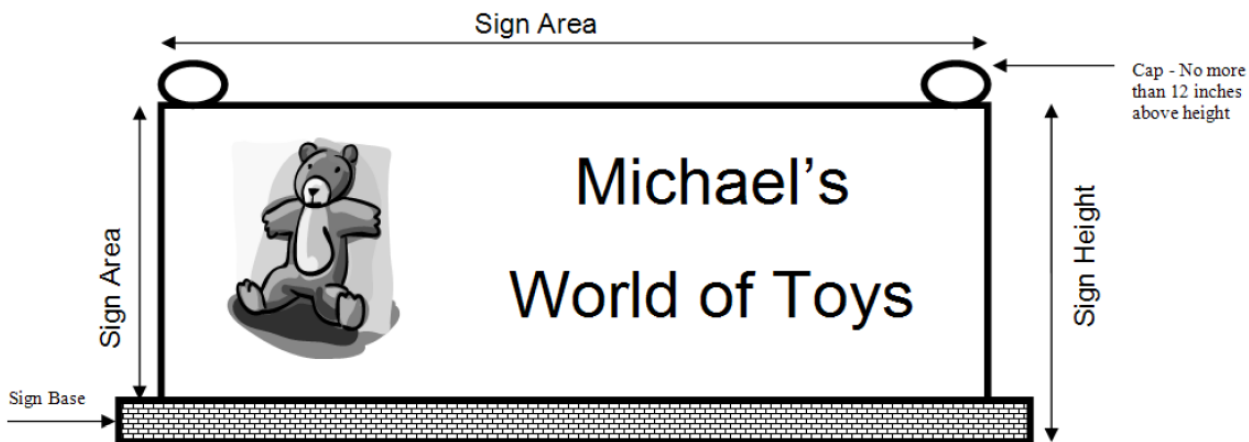 Sign Area
Cap - No more
than 12 inches
above height
Michael's
World of Toys
Sign Area
Sign Height
Sign Base